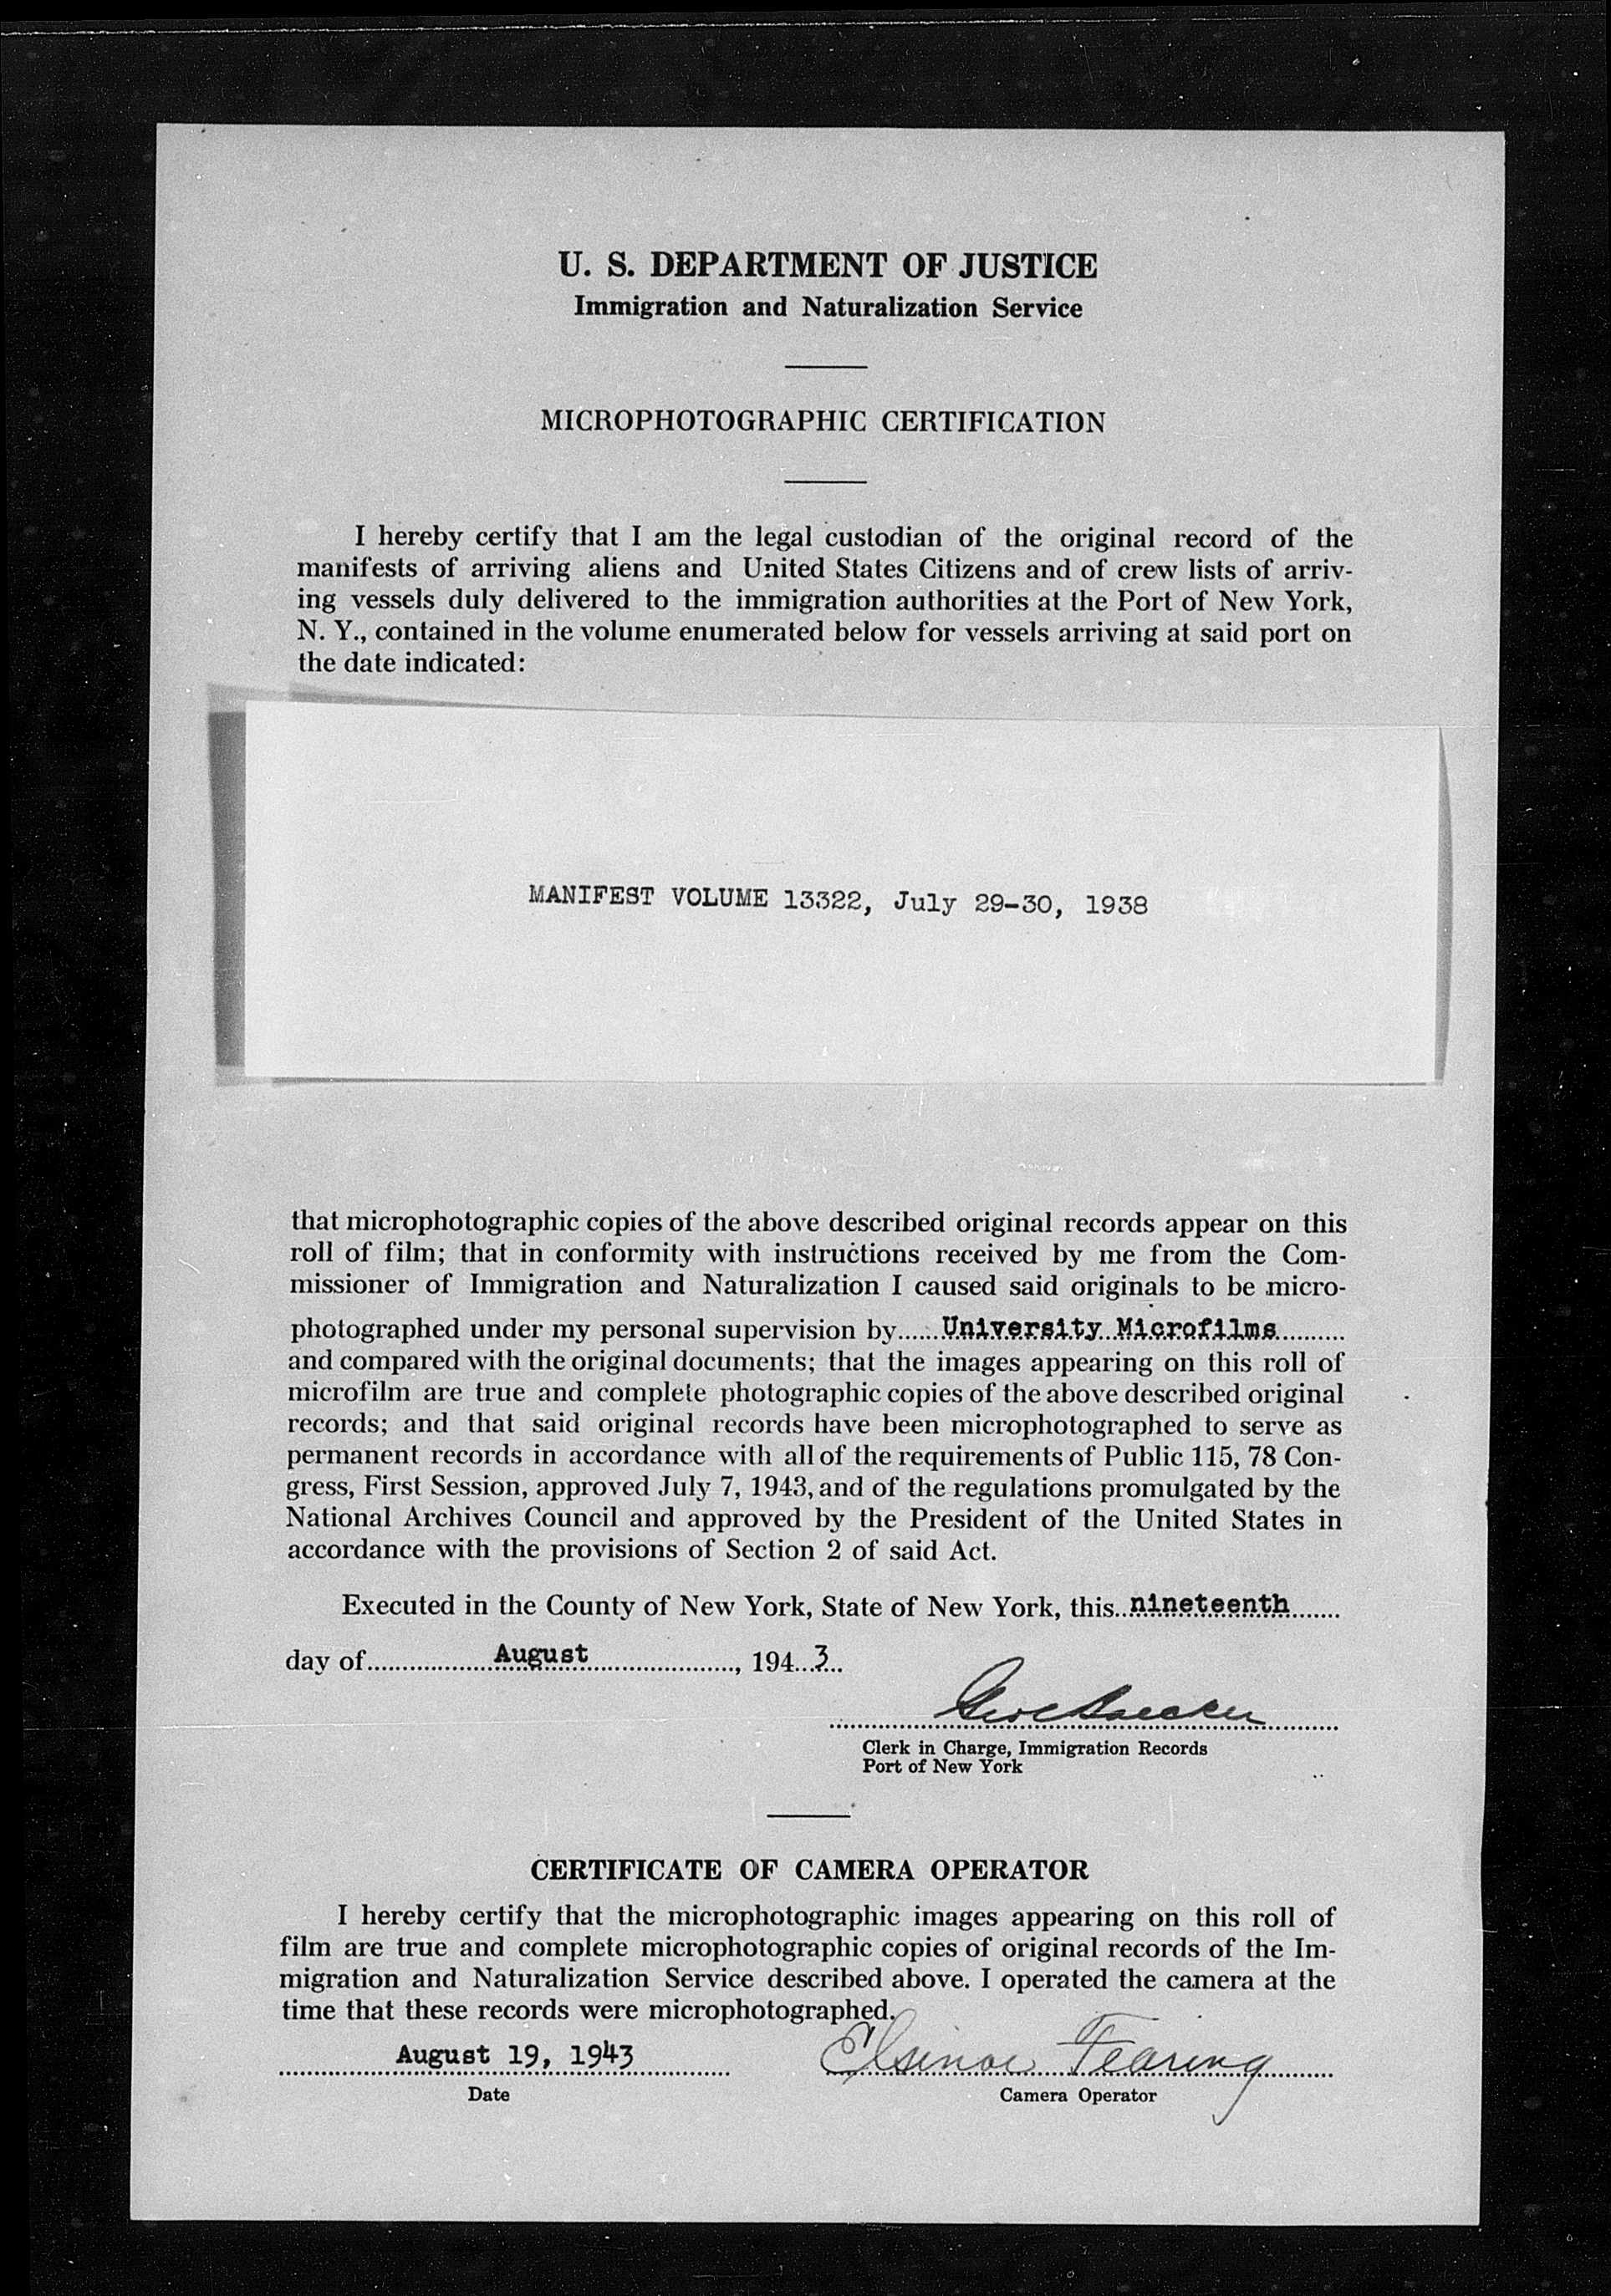 U. S. DEPARTMENT OF JUSTICE
Immigration and Naturalization Service
MICROPHOTOGRAPHIC CERTIFICATION
I hereby certify that I am the legal custodian of the original record of the
manifests of arriving aliens and United States Citizens and of crew lists of arriv-
ing vessels duly delivered to the immigration authorities at the Port of New York,
N. Y., contained in the volume enumerated below for vessels arriving at said port on
the date indicated:
MANIFEST VOLUME 13322, July 29-30, 1938
that microphotographic copies of the above described original records appear on this
roll of film; that in conformity with instructions received by me from the Com-
missioner of Immigration and Naturalization I caused said originals to be micro-
photographed under my personal supervision by......University Microfilms..........
and compared with the original documents; that the images appearing on this roll of
microfilm are true and complete photographic copies of the above described original
records; and that said original records have been microphotographed to serve as
permanent records in accordance with all of the requirements of Public 115, 78 Con-
gress, First Session, approved July 7, 1943, and of the regulations promulgated by the
National Archives Council and approved by the President of the United States in
accordance with the provisions of Section 2 of said Act.
Executed in the County of New York, State of New York, this..nineteenth.......
day of....................August........................, 194...3...
Clerk in Charge, Immigration Records
Port of New York
CERTIFICATE OF CAMERA OPERATOR
I hereby certify that the microphotographic images appearing on this roll of
film are true and complete microphotographic copies of original records of the Im-
migration and Naturalization Service described above. I operated the camera at the
time that these records were microphotographed.
August 19, 1943 Elsinoe Fearing
Date Camera Operator